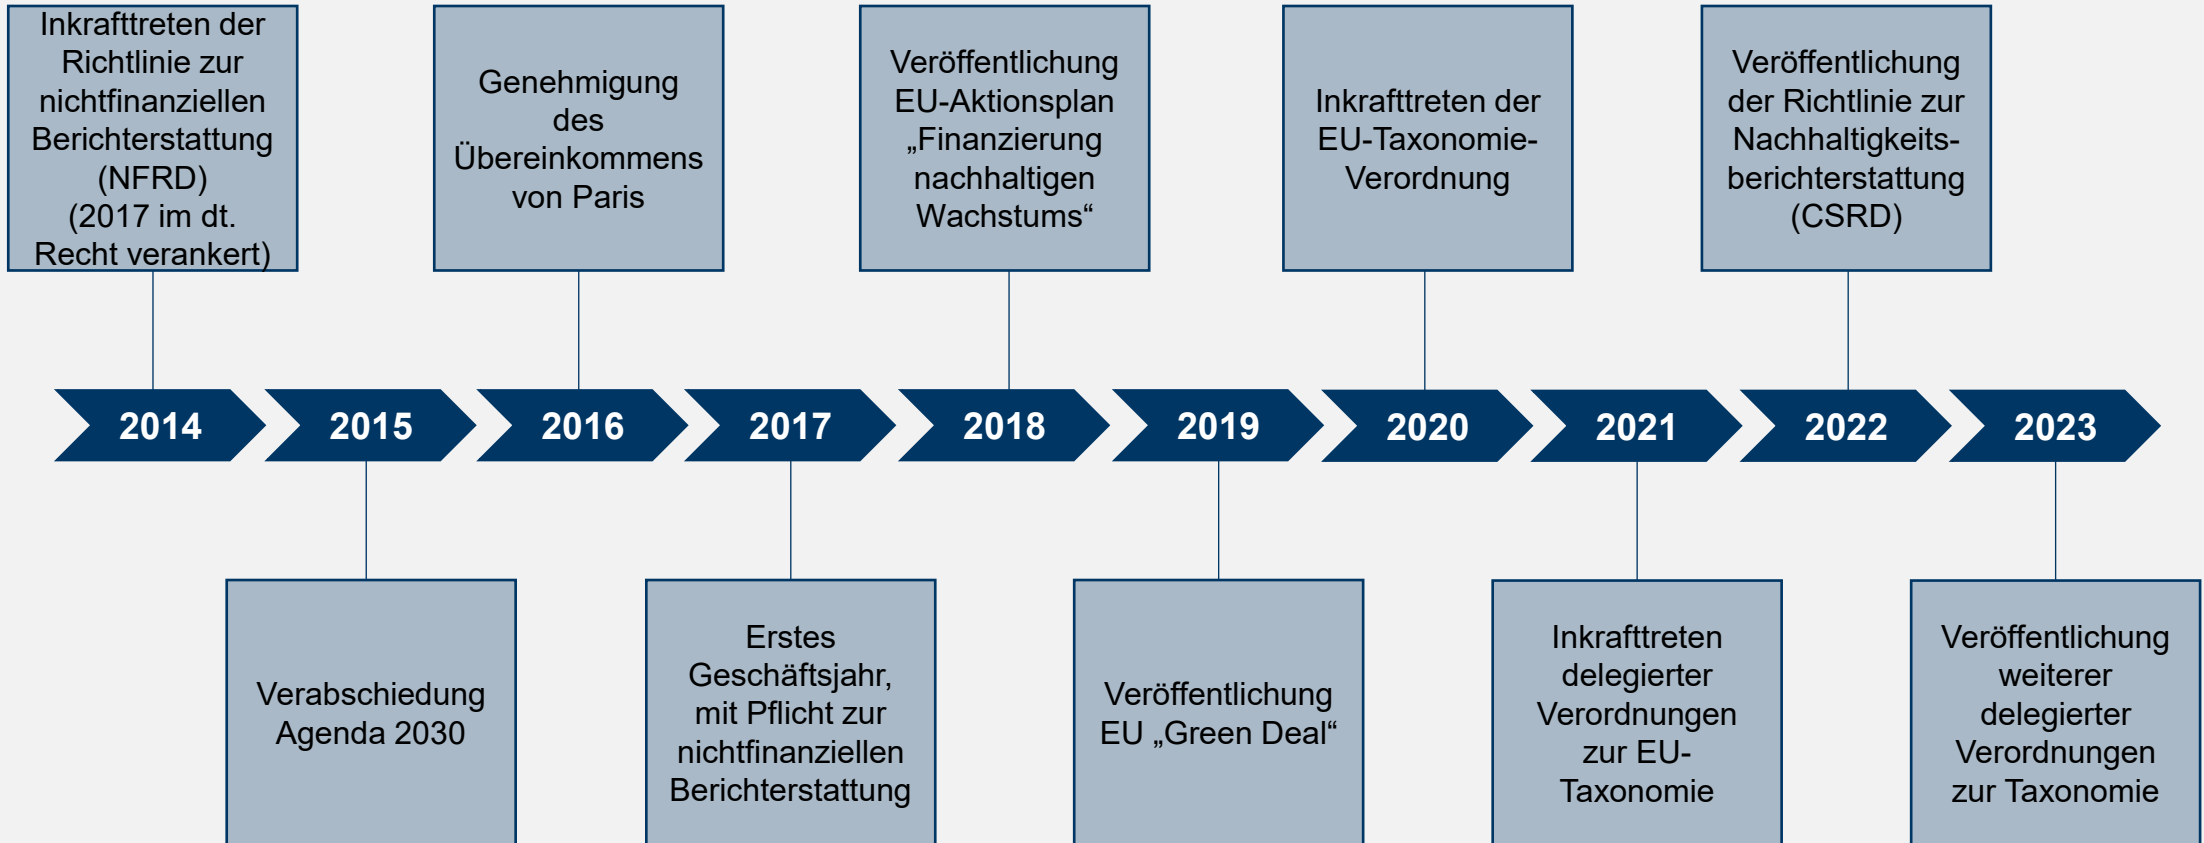 Inkrafttreten der
Richtlinie zur
nichtfinanziellen
Berichterstattung
(NFRD)
(2017 im dt.
Recht verankert)
Genehmigung
des
Übereinkommens
von Paris
Veröffentlichung
EU-Aktionsplan
„Finanzierung
nachhaltigen
Wachstums“
Inkrafttreten der
EU-Taxonomie-
Verordnung
Veröffentlichung
der Richtlinie zur
Nachhaltigkeits-
berichterstattung
(CSRD)
2014
2015
2016
2017
2018
2019
2020
2021
2022
2023
Verabschiedung
Agenda 2030
Erstes
Geschäftsjahr,
mit Pflicht zur
nichtfinanziellen
Berichterstattung
Veröffentlichung
EU „Green Deal“
Inkrafttreten
delegierter
Verordnungen
zur EU-
Taxonomie
Veröffentlichung
weiterer
delegierter
Verordnungen
zur Taxonomie